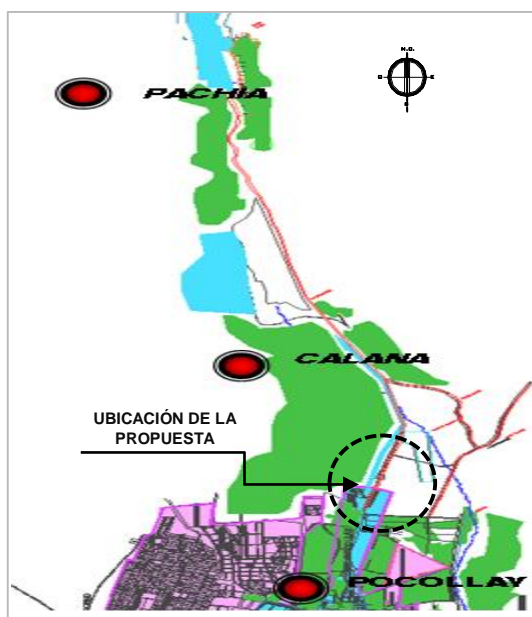 N.C.
O E
S
PACHIA
CALANA
UBICACIÓN DE LA
PROPUESTA
POCOLLAY